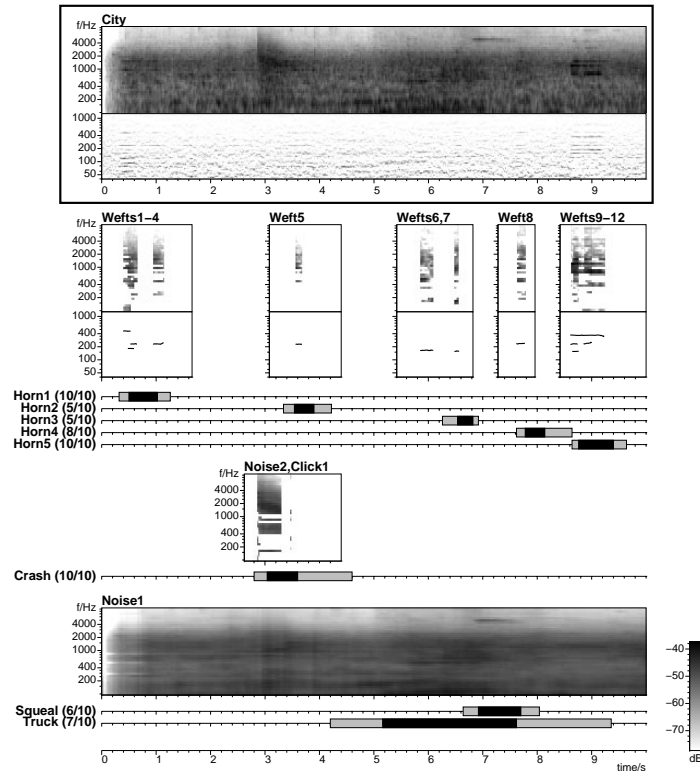 City
f/Hz
4000
2000
1000
400
200
1000
400
200
100
50
0 1 2 3 4 5 6 7 8 9
Wefts1−4 Weft5 Wefts6,7 Weft8 Wefts9−12
f/Hz
4000
2000
1000
400
200
1000
400
200
100
50
Horn1 (10/10)
Horn2 (5/10)
Horn3 (5/10)
Horn4 (8/10)
Horn5 (10/10)
Noise2,Click1
f/Hz
4000
2000
1000
400
200
Crash (10/10)
Noise1
f/Hz
4000
2000
1000
400
200
−40
−50
−60
−70
dB
Squeal (6/10)
Truck (7/10)
0 1 2 3 4 5 6 7 8 9
time/s